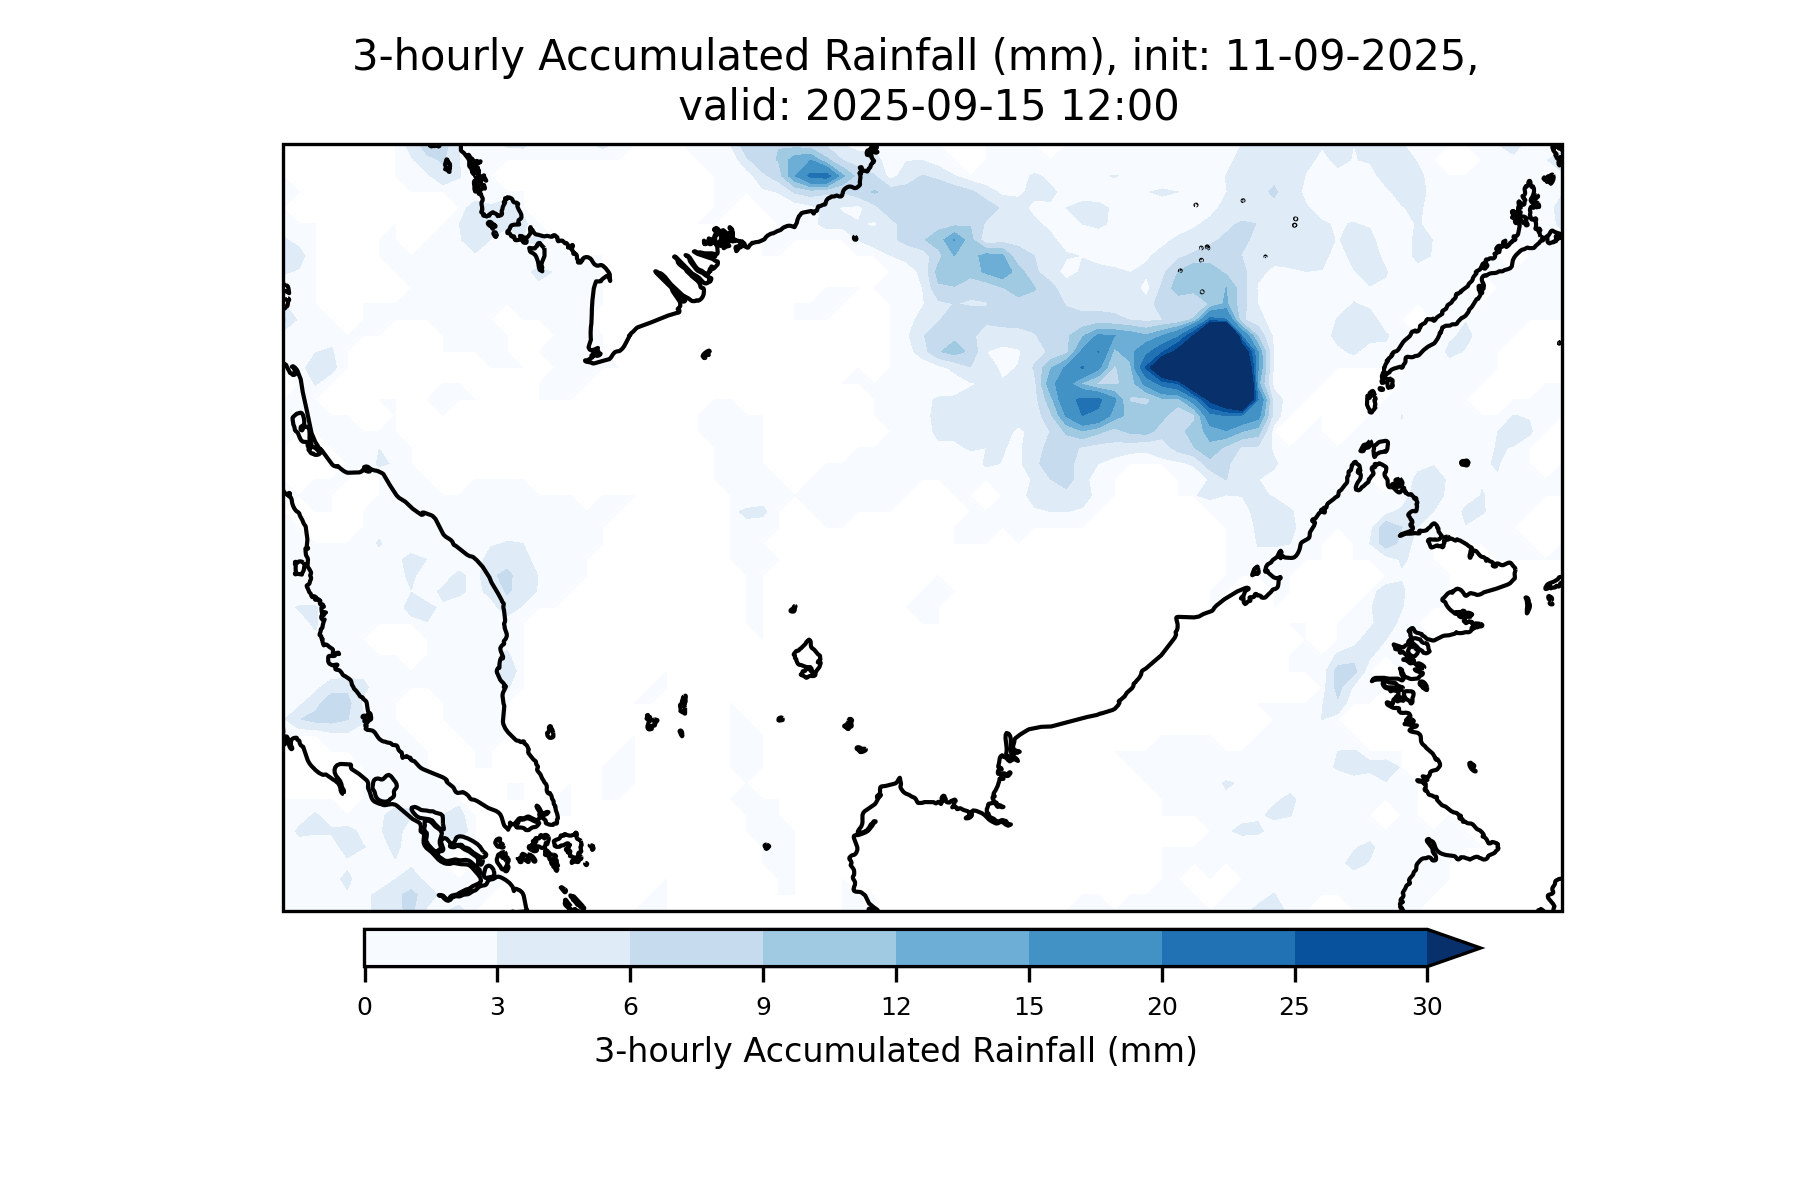 3-hourly Accumulated Rainfall (mm), init: 11-09-2025,
valid: 2025-09-15 12:00
0 3 6 9 12 15 20 25 30
3-hourly Accumulated Rainfall (mm)